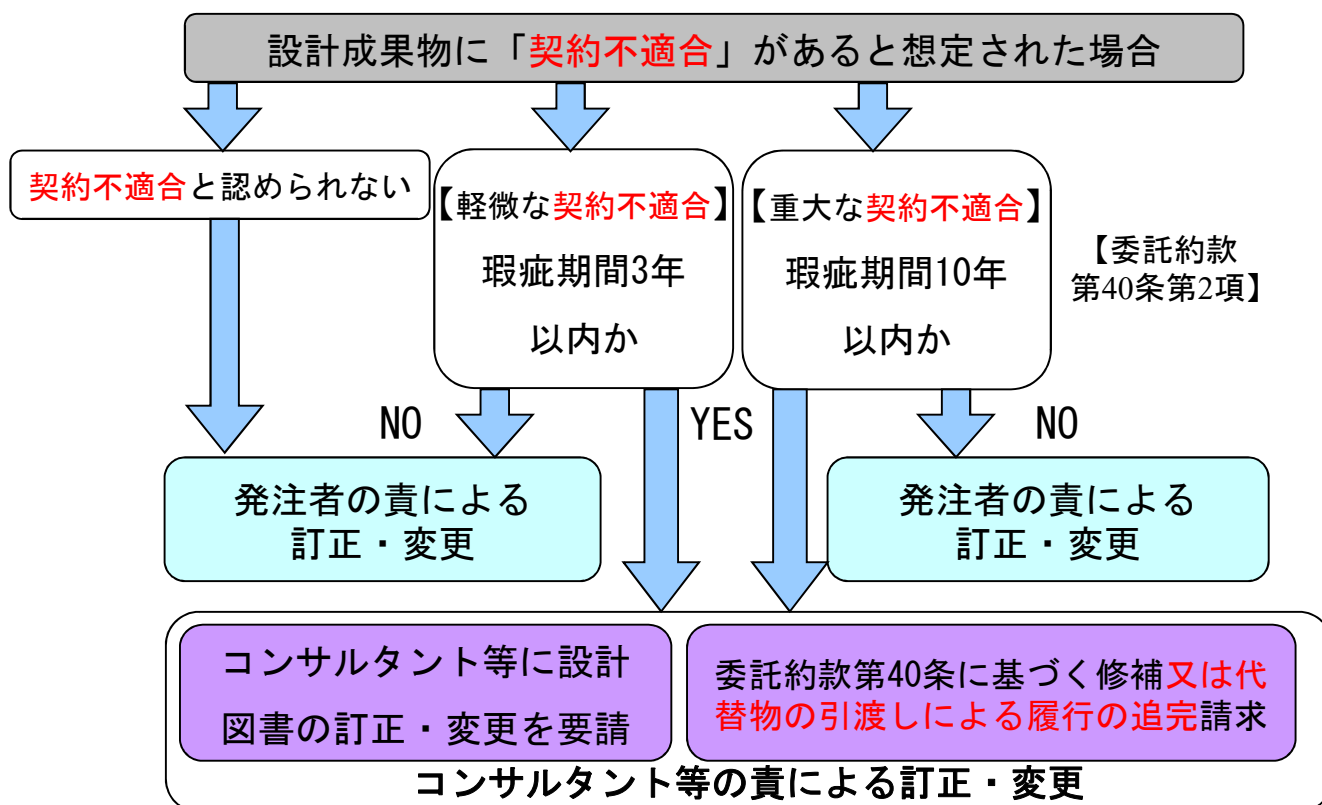 設計成果物に「契約不適合」があると想定された場合
契約不適合と認められない
【軽微な契約不適合】
瑕疵期間3年
以内か
【重大な契約不適合】
瑕疵期間10年
以内か
【委託約款
第40条第2項】
NO
YES
NO
発注者の責による
訂正・変更
発注者の責による
訂正・変更
コンサルタント等に設計
図書の訂正・変更を要請
委託約款第40条に基づく修補又は代
替物の引渡しによる履行の追完請求
コンサルタント等の責による訂正・変更